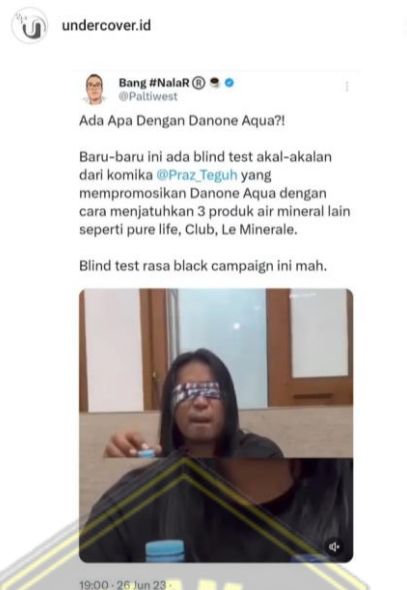 undercover.id
Bang #NalaR®
@Paltiwest
Ada Apa Dengan Danone Aqua?!
Baru-baru ini ada blind test akal-akalan
dari komika @Praz_Teguh yang
mempromosikan Danone Aqua dengan
cara menjatuhkan 3 produk air mineral lain
seperti pure life, Club, Le Minerale.
Blind test rasa black campaign ini mah.
19:00 · 26 Jun 23 ·